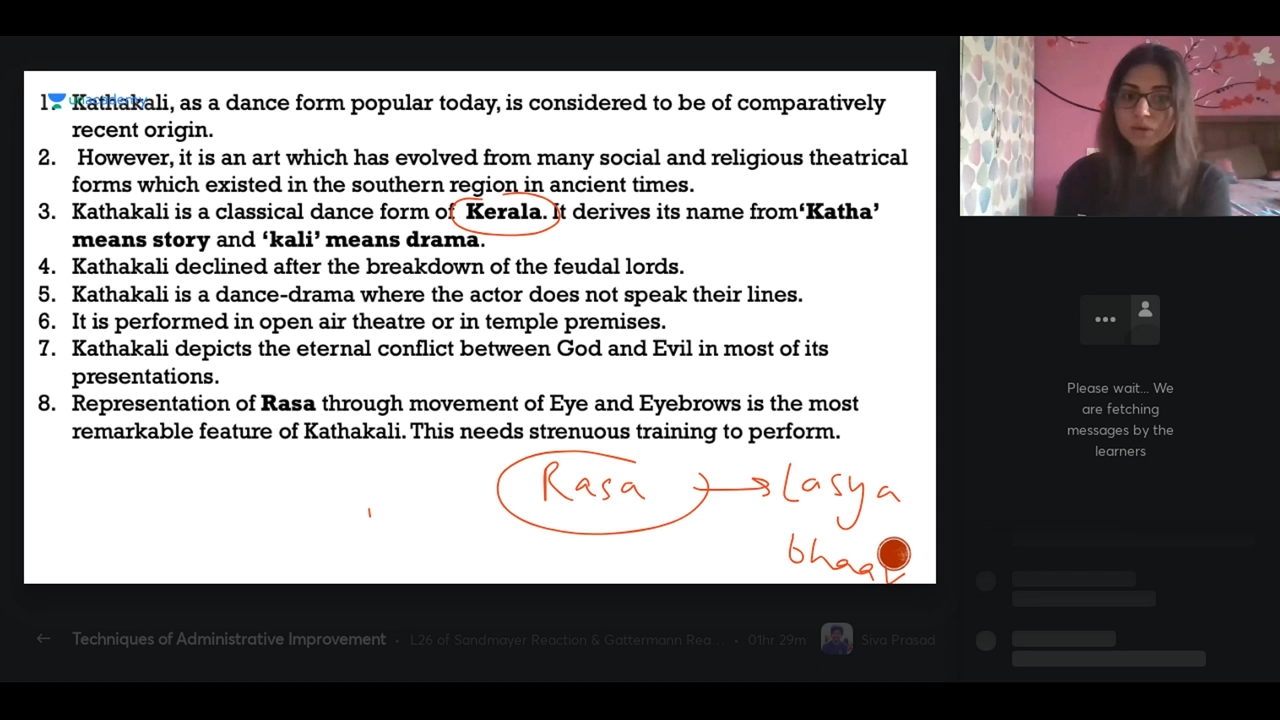 unacademy
1. Kathakali, as a dance form popular today, is considered to be of comparatively
recent origin.
2. However, it is an art which has evolved from many social and religious theatrical
forms which existed in the southern region in ancient times.
3. Kathakali is a classical dance form of Kerala. It derives its name from‘Katha’
means story and ‘kali’ means drama.
4. Kathakali declined after the breakdown of the feudal lords.
5. Kathakali is a dance-drama where the actor does not speak their lines.
6. It is performed in open air theatre or in temple premises.
7. Kathakali depicts the eternal conflict between God and Evil in most of its
presentations.
8. Representation of Rasa through movement of Eye and Eyebrows is the most
remarkable feature of Kathakali. This needs strenuous training to perform.
Rasa Lasya
bhaav
Please wait... We
are fetching
messages by the
learners
Techniques of Administrative Improvement • L26 of Sandmayer Reaction & Gattermann Rea... • 01hr 29m Siva Prasad